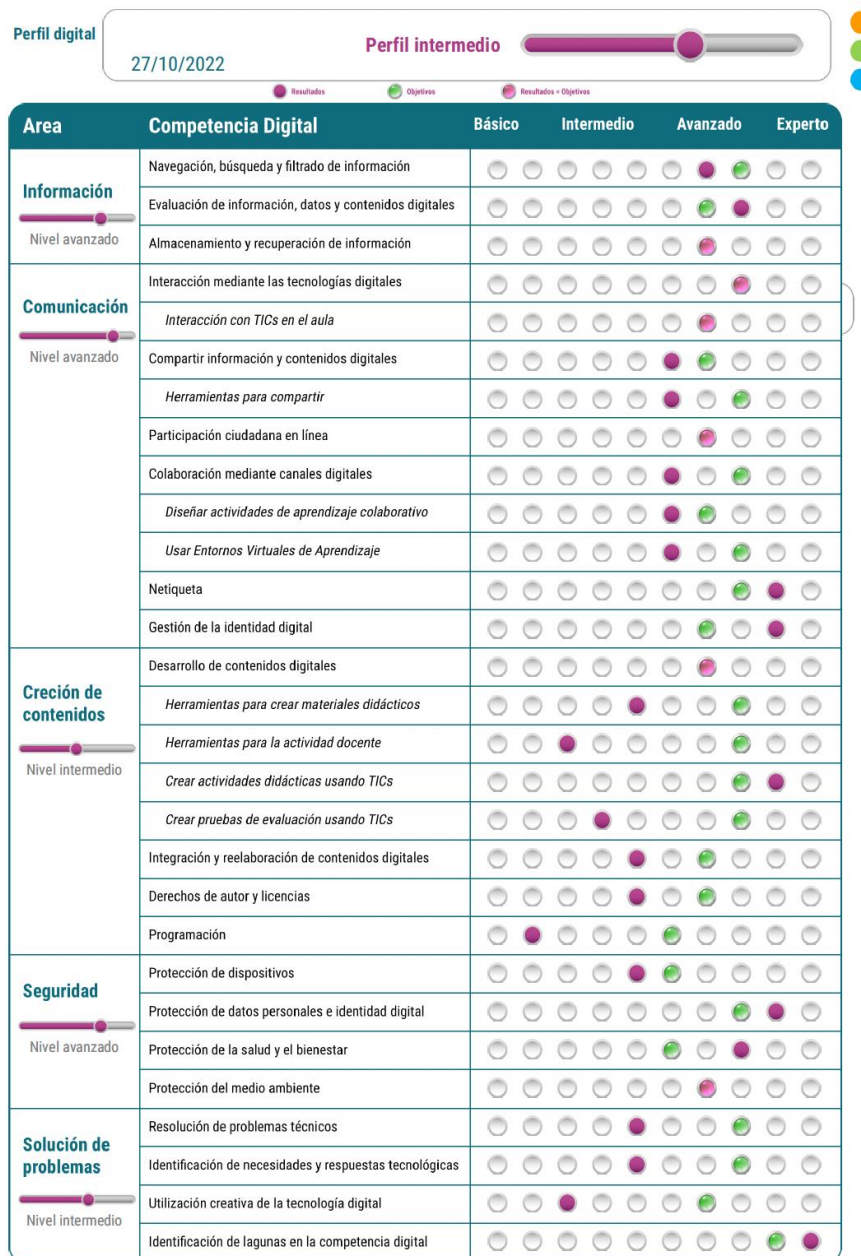 Perfil digital
27/10/2022
Perfil intermedio
Resultados
Objetivos
Resultados = Objetivos
Area
Competencia Digital
Básico
Intermedio
Avanzado
Experto
Información
Nivel avanzado
Navegación, búsqueda y filtrado de información
Evaluación de información, datos y contenidos digitales
Almacenamiento y recuperación de información
Comunicación
Nivel avanzado
Interacción mediante las tecnologías digitales
Interacción con TICs en el aula
Compartir información y contenidos digitales
Herramientas para compartir
Participación ciudadana en línea
Colaboración mediante canales digitales
Diseñar actividades de aprendizaje colaborativo
Usar Entornos Virtuales de Aprendizaje
Netiqueta
Gestión de la identidad digital
Creción de
contenidos
Nivel intermedio
Desarrollo de contenidos digitales
Herramientas para crear materiales didácticos
Herramientas para la actividad docente
Crear actividades didácticas usando TICs
Crear pruebas de evaluación usando TICs
Integración y reelaboración de contenidos digitales
Derechos de autor y licencias
Programación
Seguridad
Nivel avanzado
Protección de dispositivos
Protección de datos personales e identidad digital
Protección de la salud y el bienestar
Protección del medio ambiente
Solución de
problemas
Nivel intermedio
Resolución de problemas técnicos
Identificación de necesidades y respuestas tecnológicas
Utilización creativa de la tecnología digital
Identificación de lagunas en la competencia digital